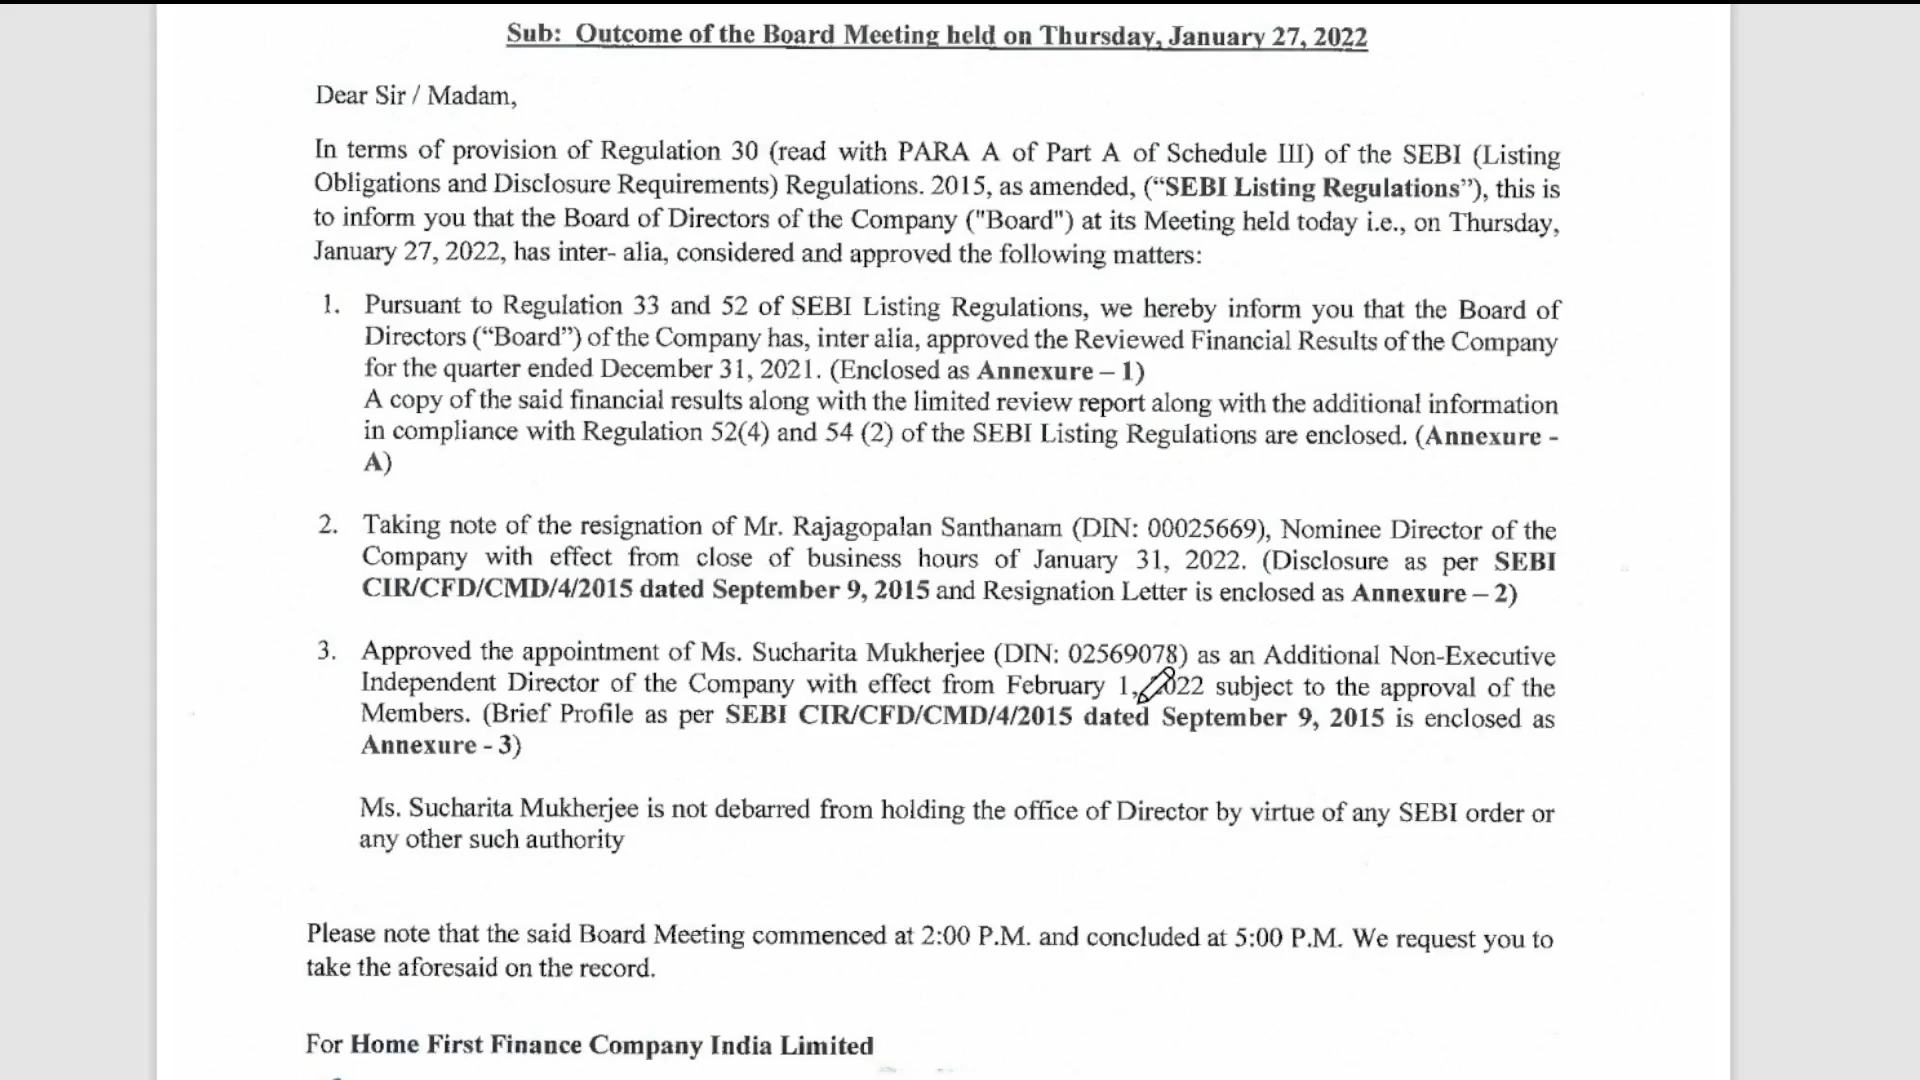 Sub: Outcome of the Board Meeting held on Thursday, January 27, 2022
Dear Sir / Madam,
In terms of provision of Regulation 30 (read with PARA A of Part A of Schedule III) of the SEBI (Listing
Obligations and Disclosure Requirements) Regulations. 2015, as amended, (“SEBI Listing Regulations”), this is
to inform you that the Board of Directors of the Company ("Board") at its Meeting held today i.e., on Thursday,
January 27, 2022, has inter- alia, considered and approved the following matters:
1. Pursuant to Regulation 33 and 52 of SEBI Listing Regulations, we hereby inform you that the Board of
Directors (“Board”) of the Company has, inter alia, approved the Reviewed Financial Results of the Company
for the quarter ended December 31, 2021. (Enclosed as Annexure – 1)
A copy of the said financial results along with the limited review report along with the additional information
in compliance with Regulation 52(4) and 54 (2) of the SEBI Listing Regulations are enclosed. (Annexure -
A)
2. Taking note of the resignation of Mr. Rajagopalan Santhanam (DIN: 00025669), Nominee Director of the
Company with effect from close of business hours of January 31, 2022. (Disclosure as per SEBI
CIR/CFD/CMD/4/2015 dated September 9, 2015 and Resignation Letter is enclosed as Annexure – 2)
3. Approved the appointment of Ms. Sucharita Mukherjee (DIN: 02569078) as an Additional Non-Executive
Independent Director of the Company with effect from February 1, 2022 subject to the approval of the
Members. (Brief Profile as per SEBI CIR/CFD/CMD/4/2015 dated September 9, 2015 is enclosed as
Annexure - 3)
Ms. Sucharita Mukherjee is not debarred from holding the office of Director by virtue of any SEBI order or
any other such authority
Please note that the said Board Meeting commenced at 2:00 P.M. and concluded at 5:00 P.M. We request you to
take the aforesaid on the record.
For Home First Finance Company India Limited